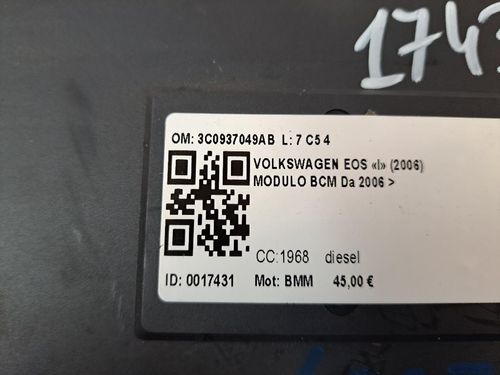 1743
OM: 3C0937049AB L: 7 C5 4
VOLKSWAGEN EOS «I» (2006)
MODULO BCM Da 2006 >
CC:1968 diesel
ID: 0017431 Mot: BMM 45,00 €